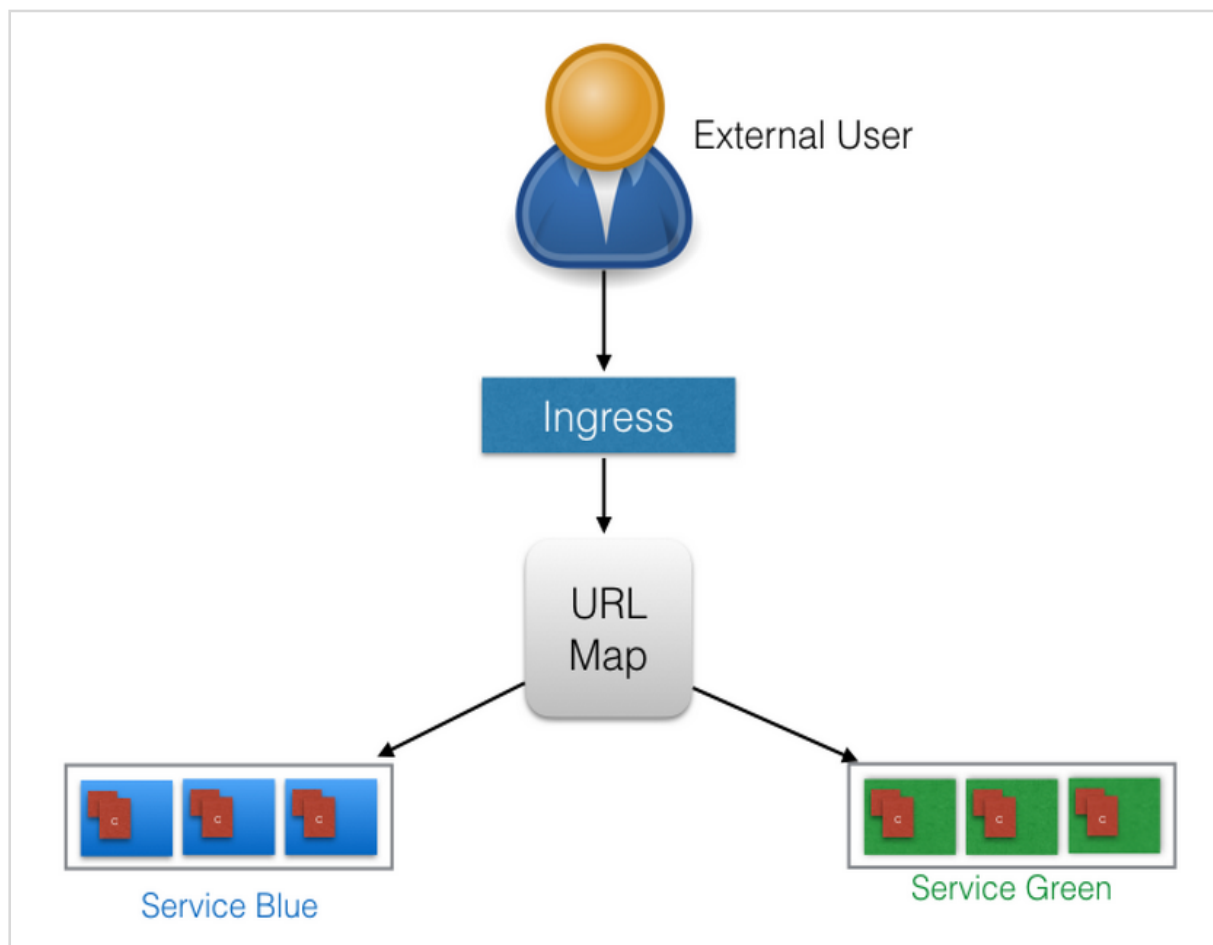 External User
Ingress
URL
Map
C
C
C
C
C
C
Service Blue
Service Green